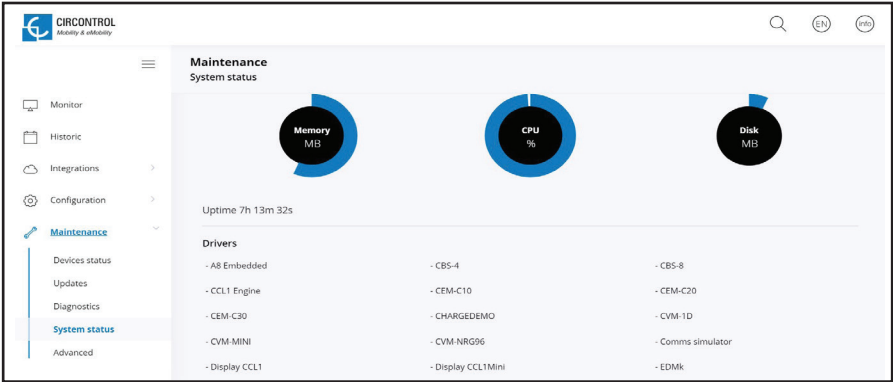 CIRCONTROL
Mobility & eMobility
EN
info
Maintenance
System status
Monitor
Historic
Integrations
Configuration
Maintenance
Devices status
Updates
Diagnostics
System status
Advanced
Memory
MB
CPU
%
Disk
MB
Uptime 7h 13m 32s
Drivers
- A8 Embedded
- CBS-4
- CBS-8
- CCL1 Engine
- CEM-C10
- CEM-C20
- CEM-C30
- CHARGEDEMO
- CVM-1D
- CVM-MINI
- CVM-NRG96
- Comms simulator
- Display CCL1
- Display CCL1Mini
- EDMk